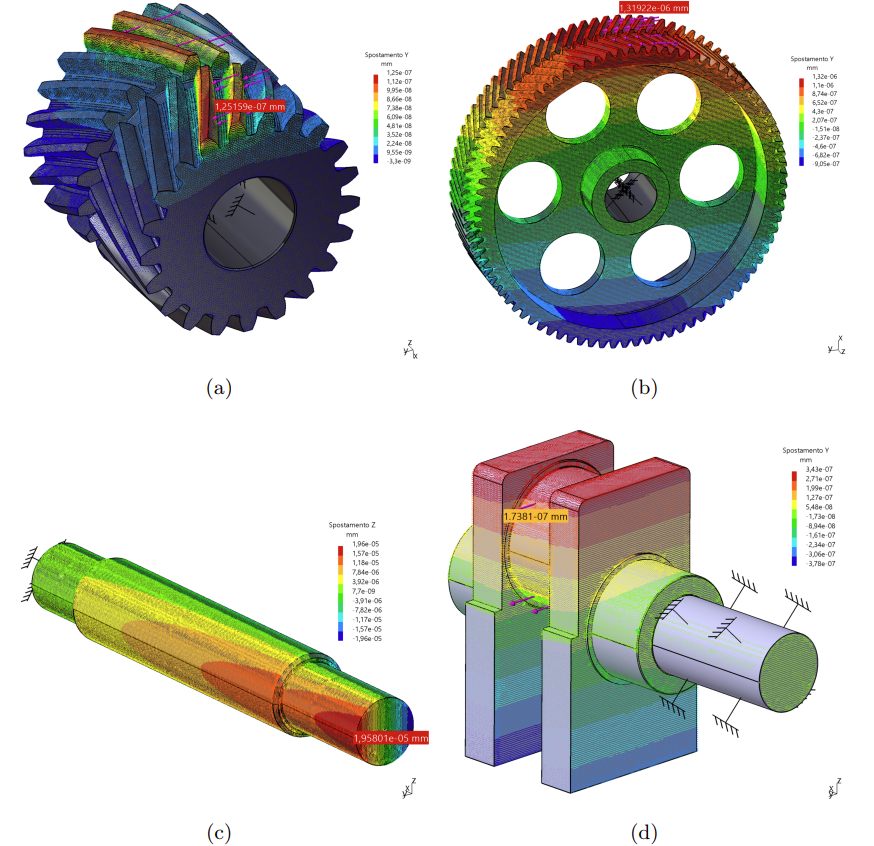 1,31922e-06 mm
Spostamento Y
mm
1,25e-07
1,12e-07
9,95e-08
8,66e-08
7,38e-08
6,09e-08
4,81e-08
3,52e-08
2,24e-08
9,55e-09
-3,3e-09
1,25159e-07 mm
Spostamento Y
mm
1,32e-06
1,1e-06
8,74e-07
6,52e-07
4,3e-07
2,07e-07
-1,51e-08
-2,37e-07
-4,6e-07
-6,82e-07
-9,05e-07
z
y
x
x
y
z
(a)
(b)
Spostamento Z
mm
1,96e-05
1,57e-05
1,18e-05
7,84e-06
3,92e-06
7,7e-09
-3,91e-06
-7,82e-06
-1,17e-05
-1,57e-05
-1,96e-05
1,95801e-05 mm
Spostamento Y
mm
3,43e-07
2,71e-07
1,99e-07
1,27e-07
5,48e-08
-1,73e-08
-8,94e-08
-1,61e-07
-2,34e-07
-3,06e-07
-3,78e-07
1.7381-07 mm
z
x
y
z
(c)
(d)